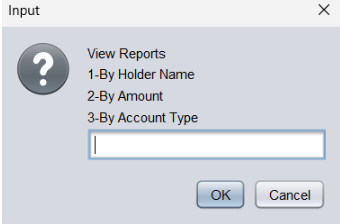 Input
View Reports
1-By Holder Name
2-By Amount
3-By Account Type
OK
Cancel